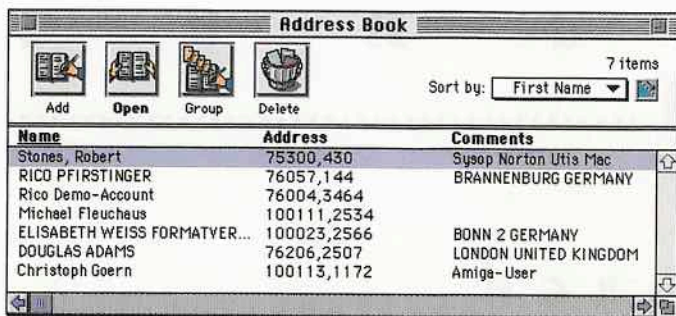 Address Book
Add Open Group Delete
7 items
Sort by: First Name
Name Address Comments
Stones, Robert 75300,430 Sysop Norton Utis Mac
RICO PFIRSTINGER 76057,144 BRANNENBURG GERMANY
Rico Demo-Account 76004,3464
Michael Fleuchaus 100111,2534
ELISABETH WEISS FORMATVER... 100023,2566 BONN 2 GERMANY
DOUGLAS ADAMS 76206,2507 LONDON UNITED KINGDOM
Christoph Goern 100113,1172 Amiga-User